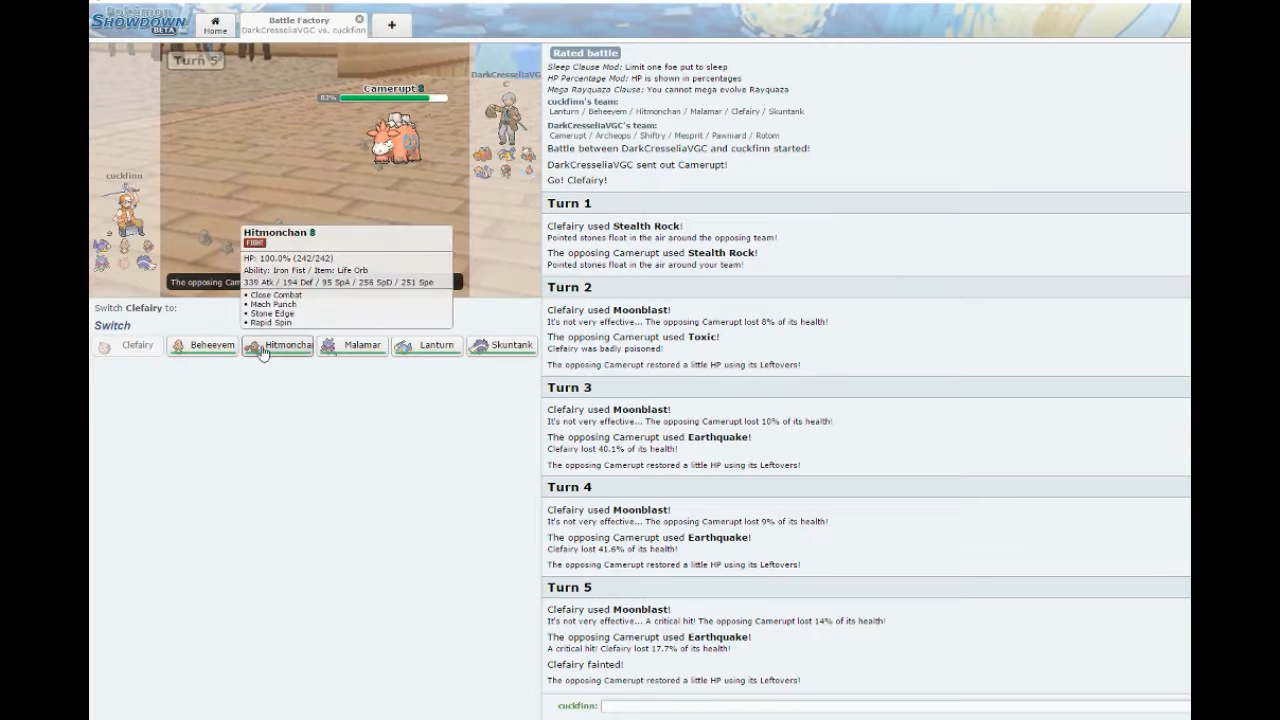 Pokémon
SHOWDOWN
BETA
Home
Battle Factory
DarkCresseliaVGC vs. cuckfinn
Turn 5
Camerupt
83%
DarkCresseliaVG
C
cuckfinn
The opposing Cam
Hitmonchan
FIGHT
HP: 100.0% (242/242)
Ability: Iron Fist / Item: Life Orb
339 Atk / 194 Def / 95 SpA / 256 SpD / 251 Spe
• Close Combat
• Mach Punch
• Stone Edge
• Rapid Spin
Switch Clefairy to:
Switch
Clefairy
Beheeyem
Hitmoncha
Malamar
Lanturn
Skuntank
Rated battle
Sleep Clause Mod: Limit one foe put to sleep
HP Percentage Mod: HP is shown in percentages
Mega Rayquaza Clause: You cannot mega evolve Rayquaza
cuckfinn's team:
Lanturn / Beheeyem / Hitmonchan / Malamar / Clefairy / Skuntank
DarkCresseliaVGC's team:
Camerupt / Archeops / Shiftry / Mesprit / Pawniard / Rotom
Battle between DarkCresseliaVGC and cuckfinn started!
DarkCresseliaVGC sent out Camerupt!
Go! Clefairy!
Turn 1
Clefairy used Stealth Rock!
Pointed stones float in the air around the opposing team!
The opposing Camerupt used Stealth Rock!
Pointed stones float in the air around your team!
Turn 2
Clefairy used Moonblast!
It's not very effective... The opposing Camerupt lost 8% of its health!
The opposing Camerupt used Toxic!
Clefairy was badly poisoned!
The opposing Camerupt restored a little HP using its Leftovers!
Turn 3
Clefairy used Moonblast!
It's not very effective... The opposing Camerupt lost 10% of its health!
The opposing Camerupt used Earthquake!
Clefairy lost 40.1% of its health!
The opposing Camerupt restored a little HP using its Leftovers!
Turn 4
Clefairy used Moonblast!
It's not very effective... The opposing Camerupt lost 9% of its health!
The opposing Camerupt used Earthquake!
Clefairy lost 41.6% of its health!
The opposing Camerupt restored a little HP using its Leftovers!
Turn 5
Clefairy used Moonblast!
It's not very effective... A critical hit! The opposing Camerupt lost 14% of its health!
The opposing Camerupt used Earthquake!
A critical hit! Clefairy lost 17.7% of its health!
Clefairy fainted!
The opposing Camerupt restored a little HP using its Leftovers!
cuckfinn: